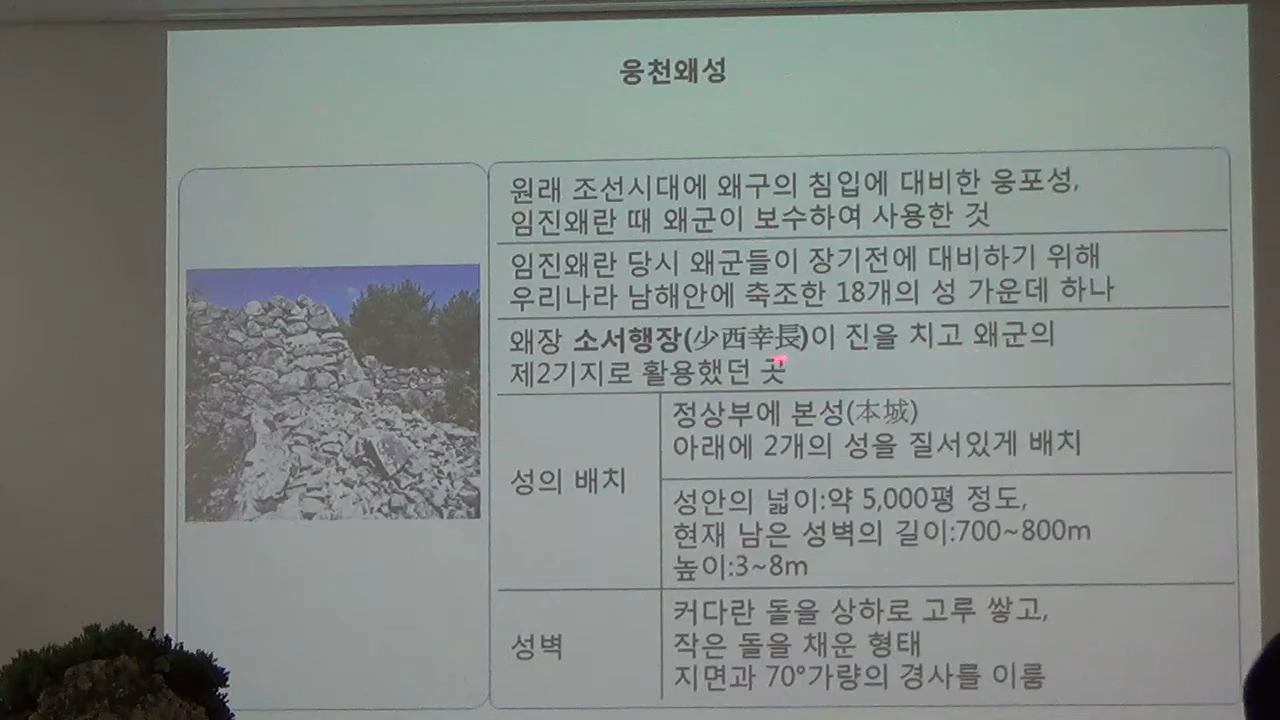 웅천왜성
원래 조선시대에 왜구의 침입에 대비한 웅포성,
임진왜란 때 왜군이 보수하여 사용한 것
임진왜란 당시 왜군들이 장기전에 대비하기 위해
우리나라 남해안에 축조한 18개의 성 가운데 하나
왜장 소서행장(少西幸長)이 진을 치고 왜군의
제2기지로 활용했던 곳
성의 배치
정상부에 본성(本城)
아래에 2개의 성을 질서있게 배치
성안의 넓이:약 5,000평 정도,
현재 남은 성벽의 길이:700~800m
높이:3~8m
성벽
커다란 돌을 상하로 고루 쌓고,
작은 돌을 채운 형태
지면과 70°가량의 경사를 이룸